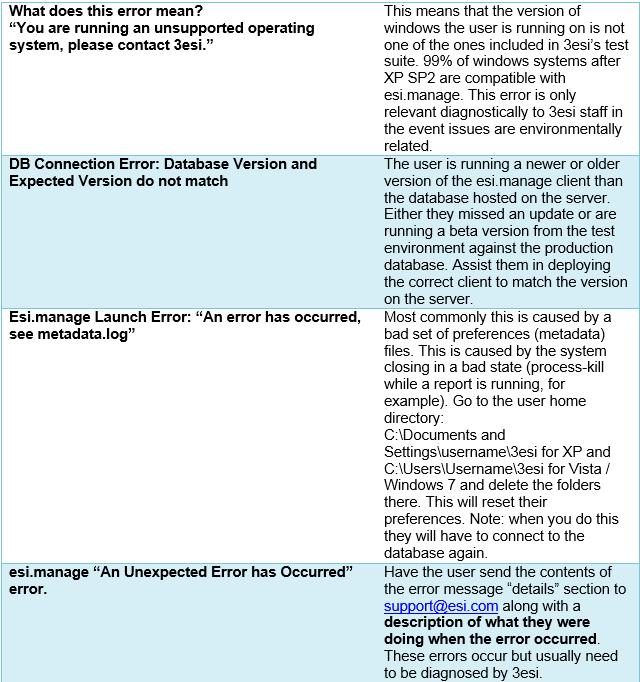 What does this error mean?
“You are running an unsupported operating
system, please contact 3esi.”
This means that the version of
windows the user is running on is not
one of the ones included in 3esi’s test
suite. 99% of windows systems after
XP SP2 are compatible with
esi.manage. This error is only
relevant diagnostically to 3esi staff in
the event issues are environmentally
related.
DB Connection Error: Database Version and
Expected Version do not match
The user is running a newer or older
version of the esi.manage client than
the database hosted on the server.
Either they missed an update or are
running a beta version from the test
environment against the production
database. Assist them in deploying
the correct client to match the version
on the server.
Esi.manage Launch Error: “An error has occurred,
see metadata.log”
Most commonly this is caused by a
bad set of preferences (metadata)
files. This is caused by the system
closing in a bad state (process-kill
while a report is running, for
example). Go to the user home
directory:
C:\Documents and
Settings\username\3esi for XP and
C:\Users\Username\3esi for Vista /
Windows 7 and delete the folders
there. This will reset their
preferences. Note: when you do this
they will have to connect to the
database again.
esi.manage “An Unexpected Error has Occurred”
error.
Have the user send the contents of
the error message “details” section to
support@esi.com along with a
description of what they were
doing when the error occurred.
These errors occur but usually need
to be diagnosed by 3esi.